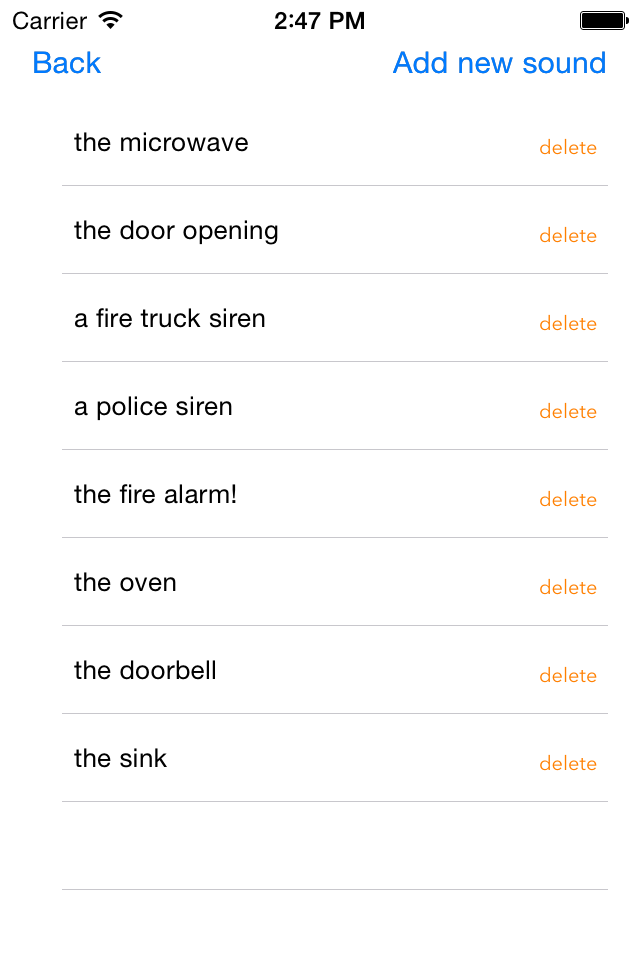 Carrier 2:47 PM
Back Add new sound
the microwave delete
the door opening delete
a fire truck siren delete
a police siren delete
the fire alarm! delete
the oven delete
the doorbell delete
the sink delete